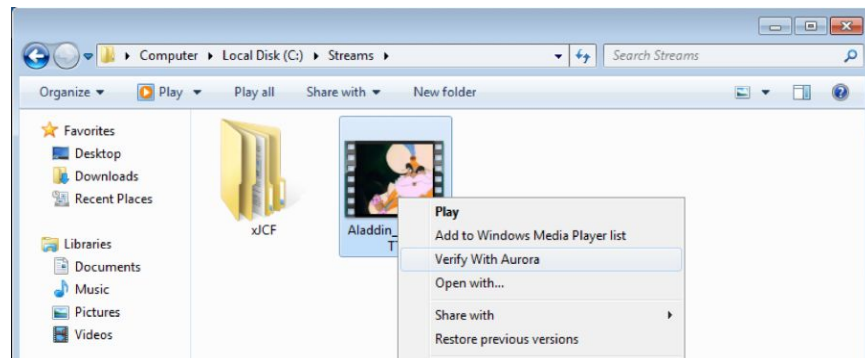 Computer Local Disk (C:) Streams
Search Streams
Organize Play Play all Share with New folder
Favorites
Desktop
Downloads
Recent Places
Libraries
Documents
Music
Pictures
Videos
xJCF
Aladdin_
Play
Add to Windows Media Player list
Verify With Aurora
Open with...
Share with
Restore previous versions